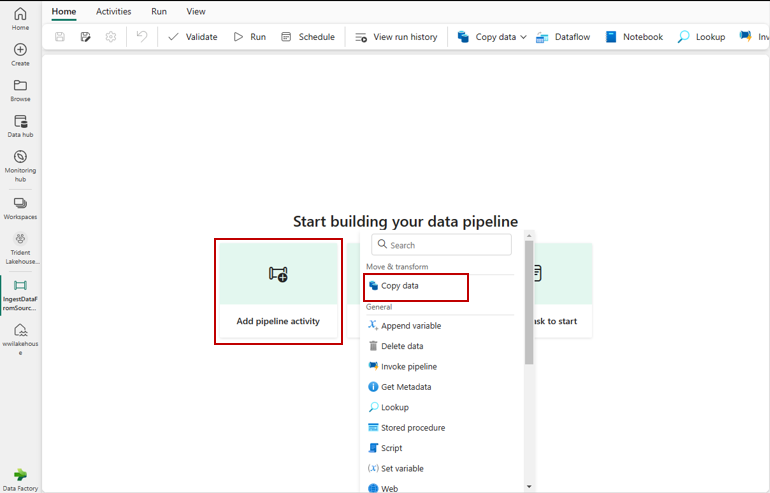 Home
Activities
Run
View
Validate
Run
Schedule
View run history
Copy data
Dataflow
Notebook
Lookup
Inv
Home
Create
Browse
Data hub
Monitoring
hub
Workspaces
Trident
Lakehouse...
IngestDataF
romSourc...
wwilakehous
e
Data Factory
Start building your data pipeline
Add pipeline activity
Search
Move & transform
Copy data
General
Append variable
Delete data
Invoke pipeline
Get Metadata
Lookup
Stored procedure
Script
Set variable
Web
ask to start